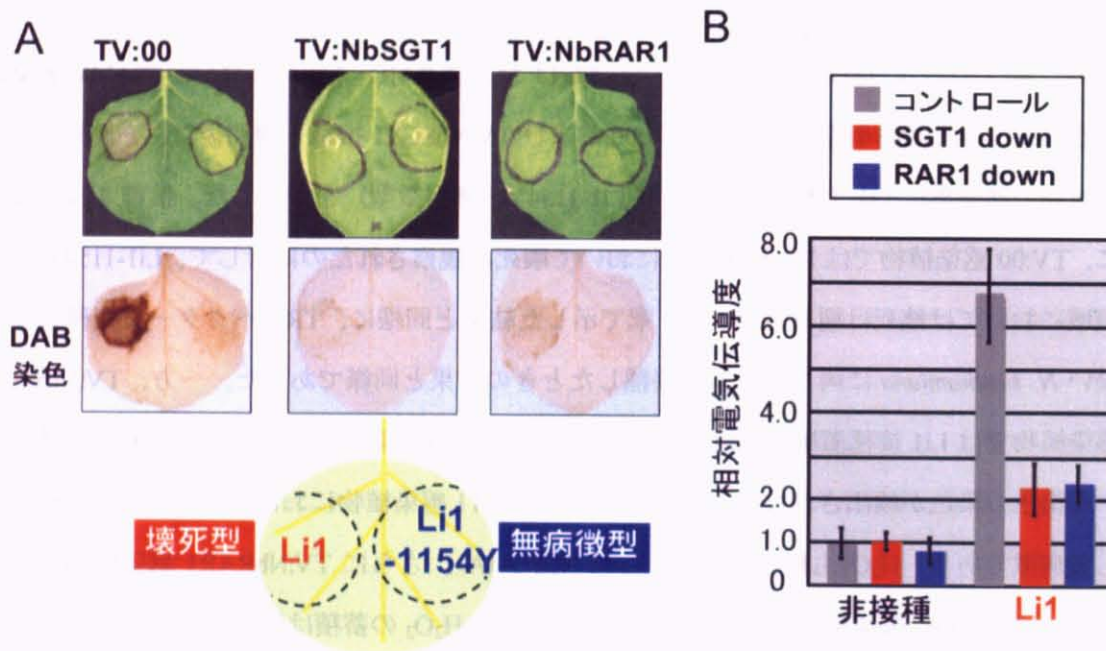 A
TV:00
TV:NbSGT1
TV:NbRAR1
DAB
染色
壊死型
Li1
Li1
-1154Y
無病徴型
B
コントロール
SGT1 down
RAR1 down
相対電気伝導度
8.0
6.0
4.0
2.0
1.0
0
非接種
Li1